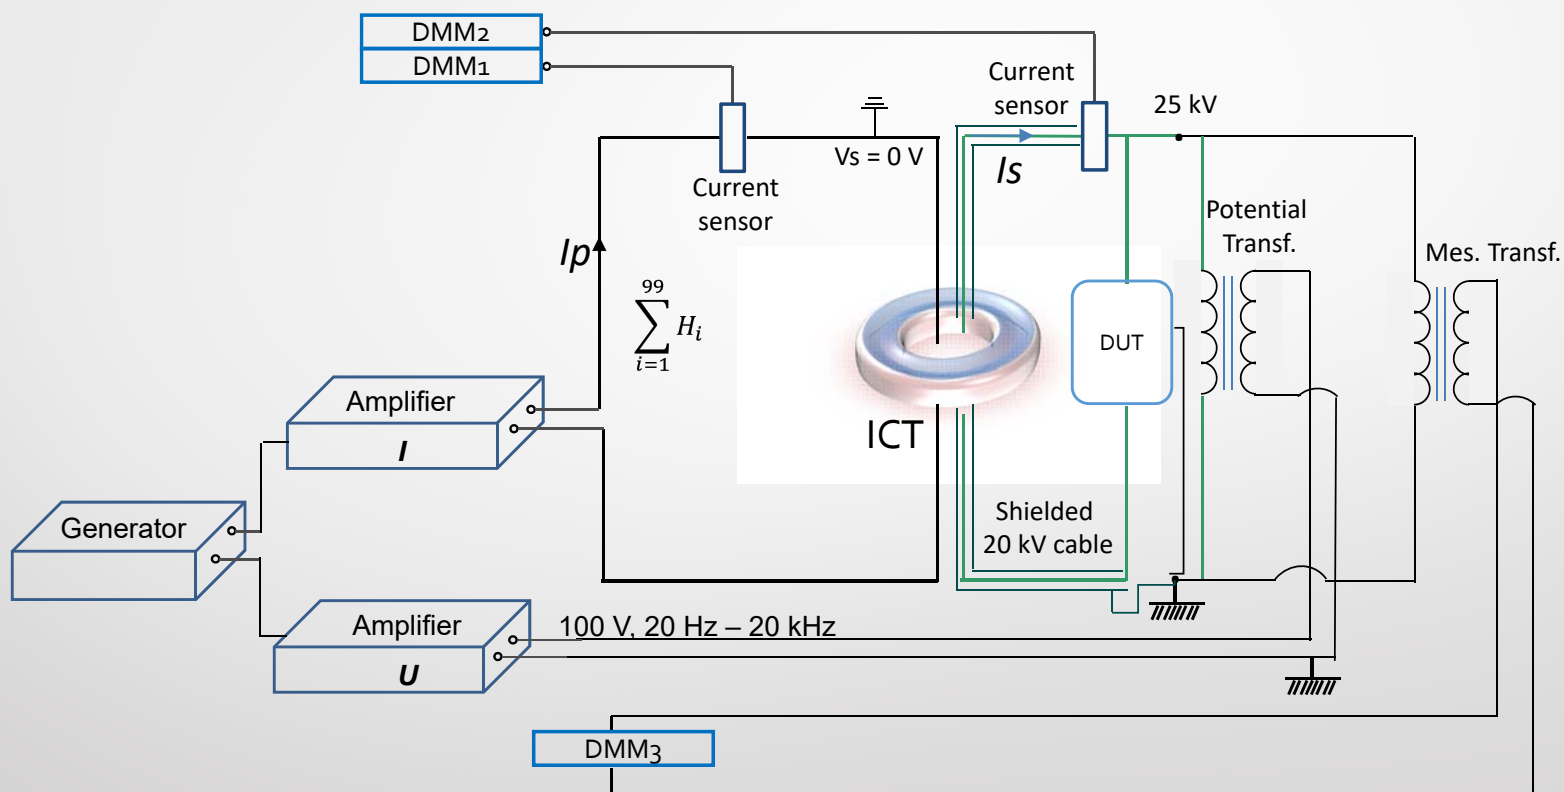 DMM2
DMM1
Current
sensor
25 kV
Vs = 0 V
Is
Current
sensor
Potential
Transf.
Ip
Mes. Transf.
99
∑ Hi
i=1
DUT
Amplifier
I
ICT
Generator
Shielded
20 kV cable
Amplifier
U
100 V, 20 Hz – 20 kHz
DMM3